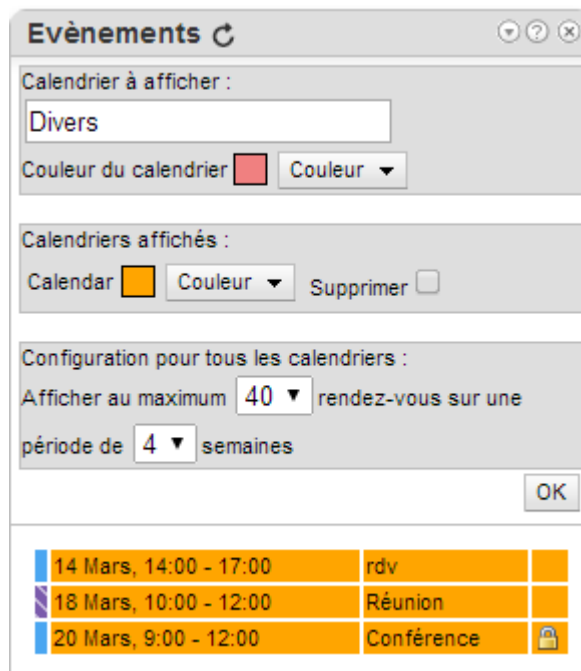 Evènements
Calendrier à afficher :
Divers
Couleur du calendrier Couleur
Calendriers affichés :
Calendar Couleur Supprimer
Configuration pour tous les calendriers :
Afficher au maximum 40 rendez-vous sur une
période de 4 semaines
OK
14 Mars, 14:00 - 17:00 rdv
18 Mars, 10:00 - 12:00 Réunion
20 Mars, 9:00 - 12:00 Conférence